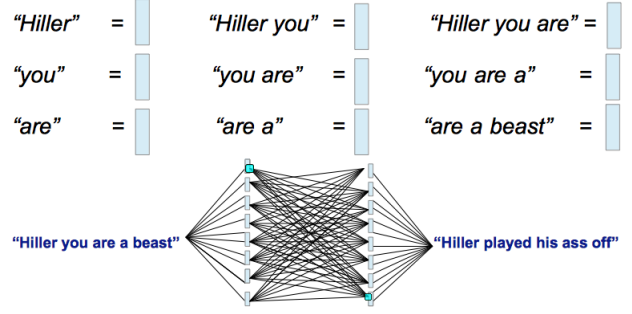 “Hiller” = “Hiller you” = “Hiller you are” =
“you” = “you are” = “you are a” =
“are” = “are a” = “are a beast” =
“Hiller you are a beast” “Hiller played his ass off”